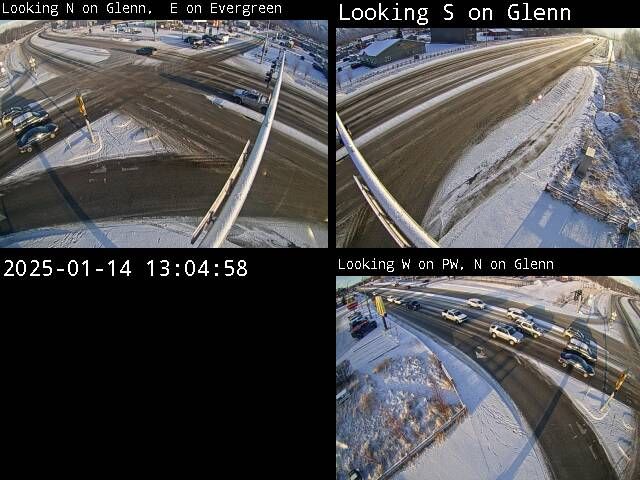 Looking N on Glenn,  E on Evergreen
Looking S on Glenn
2025-01-14 13:04:58
Looking W on PW, N on Glenn